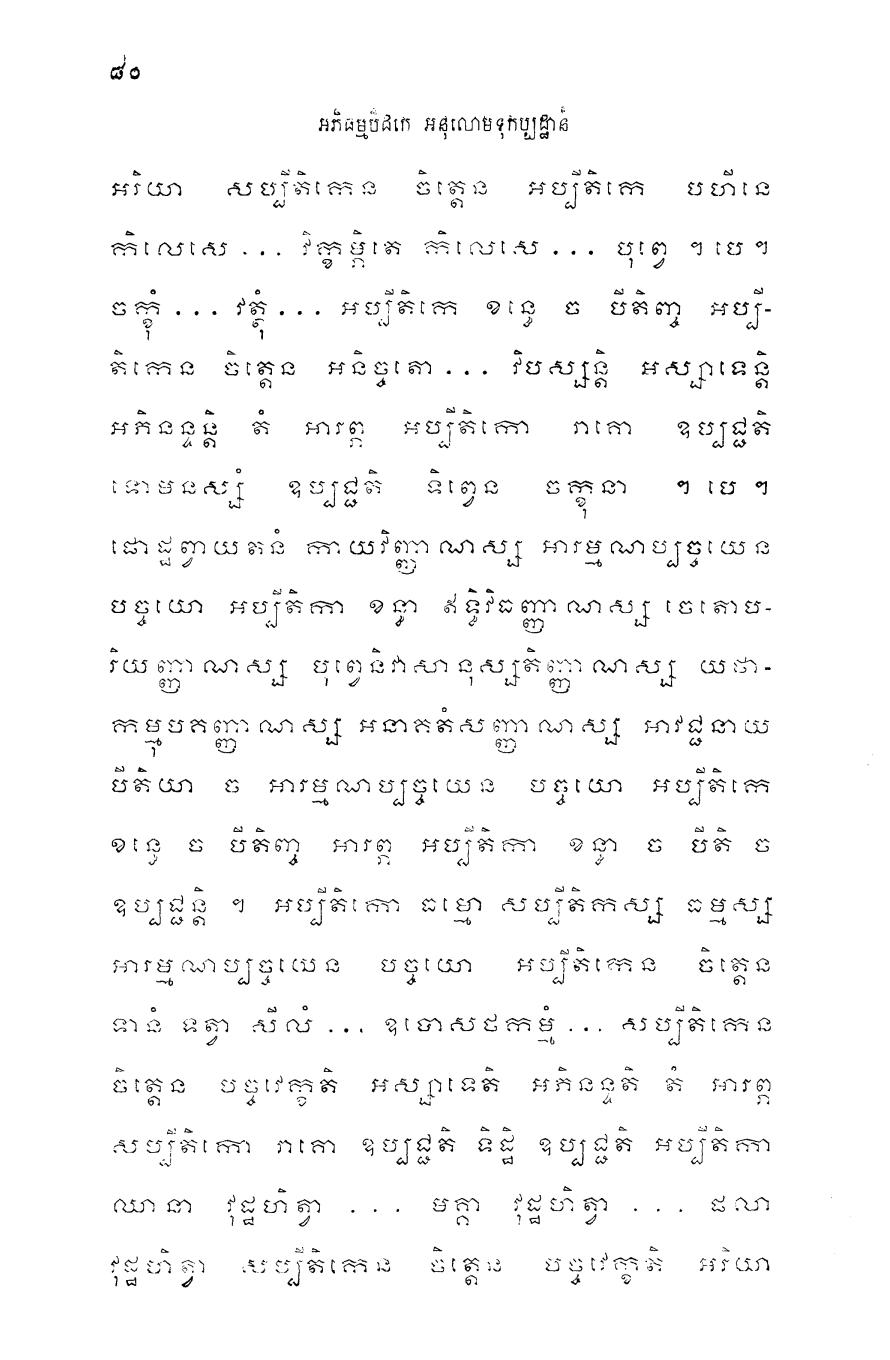 ៨០
អភិធម្មបិដកេ អនុលោមទុកប្បដ្ឋានំ
អរិយា សប្បីតិកេន ចិត្តេន អប្បីតិកេ បហីនេ
កិលេសេ ... វិក្ខម្ភិតេ កិលេសេ ... បុព្វេ ។ បេ ។
ចក្ខុំ ... វត្ថុំ ... អប្បីតិកេ ខន្ធេ ច បីតិញ្ច អប្បី-
តិកេន ចិត្តេន អនិច្ចតោ ... វិបស្សន្តិ អស្សាទេន្តិ
អភិនន្ទន្តិ តំ អារព្ភ អប្បីតិកោ រាគោ ឧប្បជ្ជតិ
ទោមនស្សំ ឧប្បជ្ជតិ ទិព្វេន ចក្ខុនា ។ បេ ។
ផោដ្ឋព្វាយតនំ កាយវិញ្ញាណស្ស អារម្មណប្បច្ចយេន
បច្ចយោ អប្បីតិកា ខន្ធា ឥទ្ធិវិធញ្ញាណស្ស ចេតោប-
រិយញ្ញាណស្ស បុព្វេនិវាសានុស្សតិញ្ញាណស្ស យថា-
កម្មុបគញ្ញាណស្ស អនាគតំសញ្ញាណស្ស អាវជ្ជនាយ
បីតិយា ច អារម្មណប្បច្ចយេន បច្ចយោ អប្បីតិកេ
ខន្ធេ ច បីតិញ្ច អារព្ភ អប្បីតិកា ខន្ធា ច បីតិ ច
ឧប្បជ្ជន្តិ ។ អប្បីតិកោ ធម្មោ សប្បីតិកស្ស ធម្មស្ស
អារម្មណប្បច្ចយេន បច្ចយោ អប្បីតិកេន ចិត្តេន
ទានំ ទត្វា សីលំ ... ឧបោសថកម្មំ ... សប្បីតិកេន
ចិត្តេន បច្ចវេក្ខតិ អស្សាទេតិ អភិនន្ទតិ តំ អារព្ភ
សប្បីតិកោ រាគោ ឧប្បជ្ជតិ ទិដ្ឋិ ឧប្បជ្ជតិ អប្បីតិកា
ឈានា វុដ្ឋហិត្វា ... មគ្គា វុដ្ឋហិត្វា ... ផលា
វុដ្ឋហិត្វា សប្បីតិកេន ចិត្តេន បច្ចវេក្ខតិ អរិយា